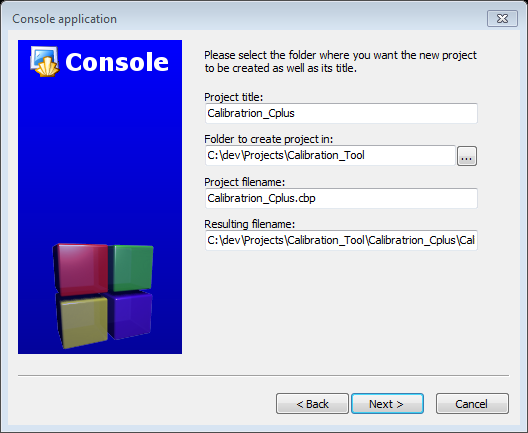 Console application
Console
Please select the folder where you want the new project
to be created as well as its title.
Project title:
Calibratrion_Cplus
Folder to create project in:
C:\dev\Projects\Calibration_Tool
...
Project filename:
Calibratrion_Cplus.cbp
Resulting filename:
C:\dev\Projects\Calibration_Tool\Calibratrion_Cplus\Cal
< Back
Next >
Cancel